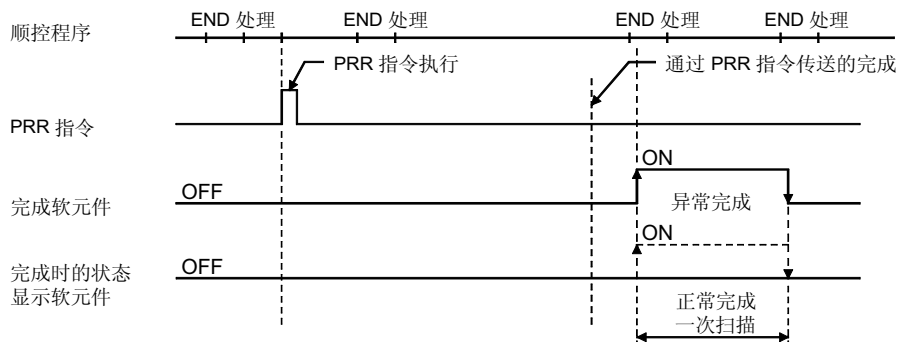 END 处理
END 处理
END 处理
END 处理
顺控程序
PRR 指令执行
通过 PRR 指令传送的完成
PRR 指令
ON
OFF
完成软元件
异常完成
ON
OFF
完成时的状态
显示软元件
正常完成
一次扫描